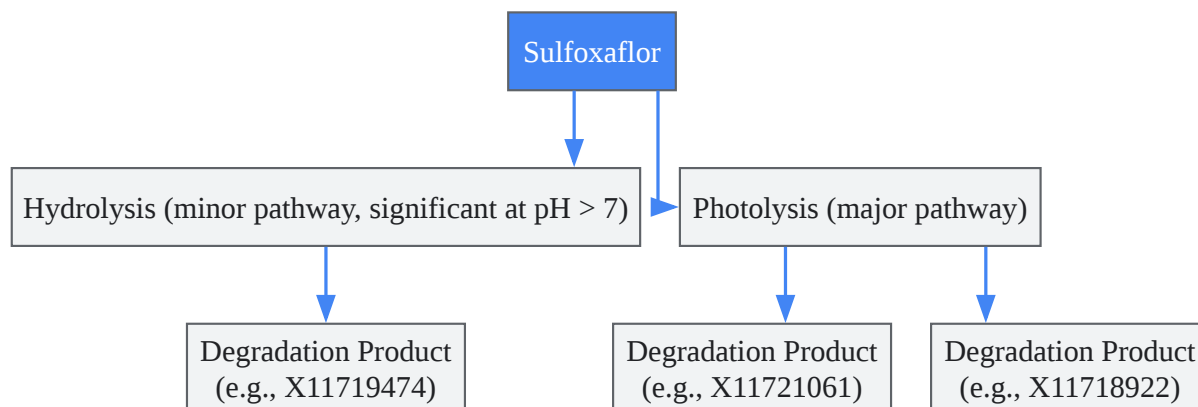 Sulfoxaflor
Hydrolysis (minor pathway, significant at pH > 7)
Photolysis (major pathway)
Degradation Product
(e.g., X11719474)
Degradation Product
(e.g., X11721061)
Degradation Product
(e.g., X11718922)